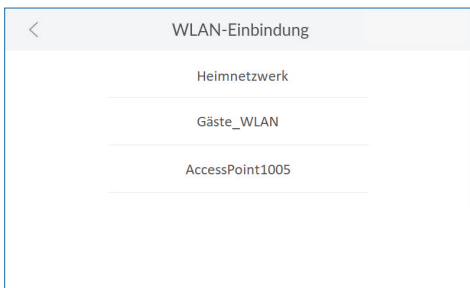 WLAN-Einbindung
Heimnetzwerk
Gäste_WLAN
AccessPoint1005